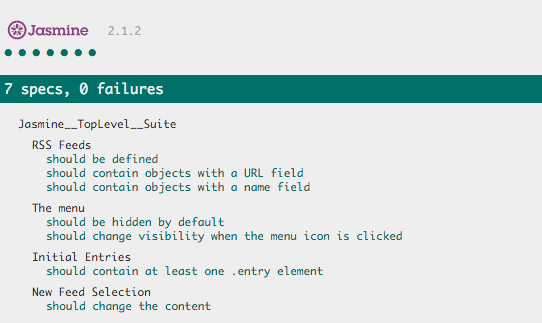 Jasmine 2.1.2
7 specs, 0 failures
Jasmine__TopLevel__Suite
RSS Feeds
should be defined
should contain objects with a URL field
should contain objects with a name field
The menu
should be hidden by default
should change visibility when the menu icon is clicked
Initial Entries
should contain at least one .entry element
New Feed Selection
should change the content